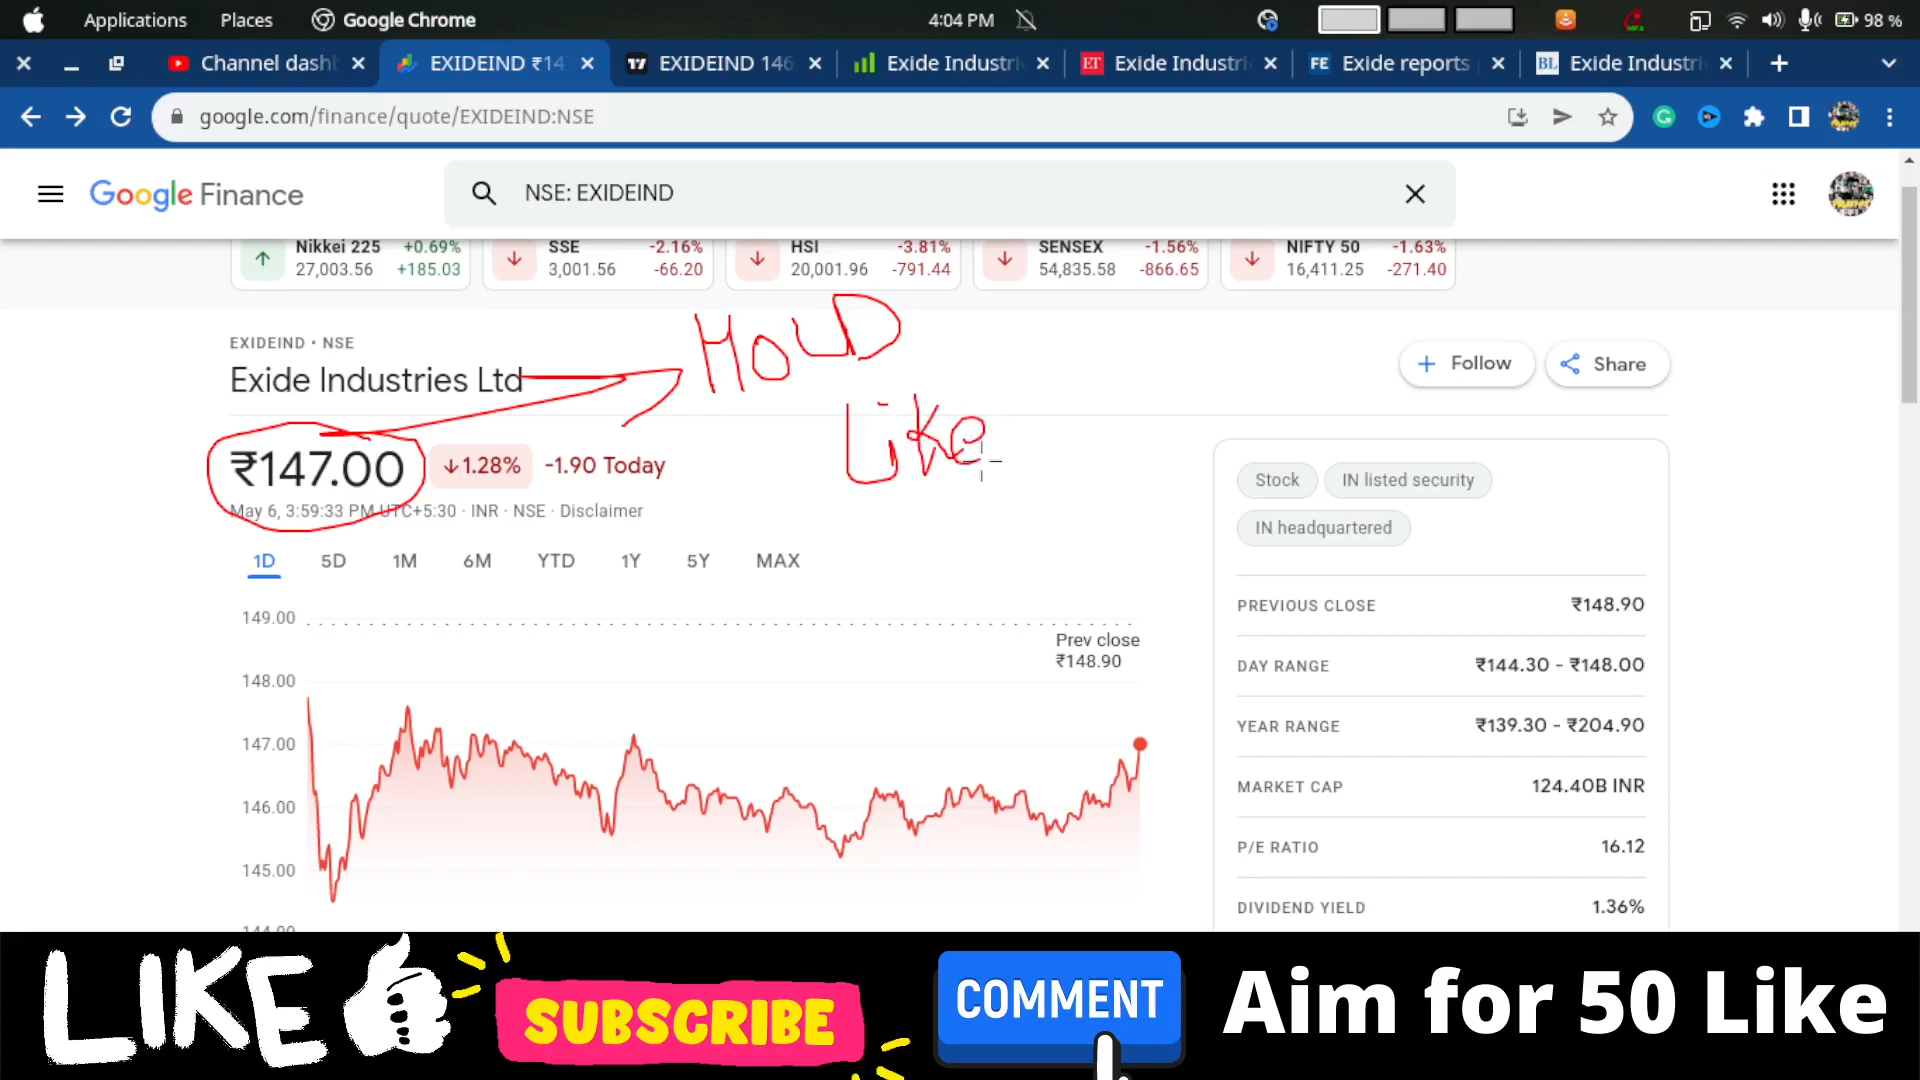 Applications Places Google Chrome 4:04 PM 98 %
Channel dashb EXIDEIND ₹14 EXIDEIND 146 Exide Industri ET Exide Industri FE Exide reports BL Exide Industri
google.com/finance/quote/EXIDEIND:NSE
Google Finance NSE: EXIDEIND
Nikkei 225 +0.69% SSE -2.16% HSI -3.81% SENSEX -1.56% NIFTY 50 -1.63%
27,003.56 +185.03 3,001.56 -66.20 20,001.96 -791.44 54,835.58 -866.65 16,411.25 -271.40
HOLD
EXIDEIND • NSE
Exide Industries Ltd
Follow Share
Like
₹147.00 1.28% -1.90 Today
May 6, 3:59:33 PM UTC+5:30 · INR · NSE · Disclaimer
1D 5D 1M 6M YTD 1Y 5Y MAX
149.00
Prev close
₹148.90
148.00
147.00
146.00
145.00
144.00
Stock IN listed security
IN headquartered
PREVIOUS CLOSE ₹148.90
DAY RANGE ₹144.30 - ₹148.00
YEAR RANGE ₹139.30 - ₹204.90
MARKET CAP 124.40B INR
P/E RATIO 16.12
DIVIDEND YIELD 1.36%
LIKE SUBSCRIBE COMMENT Aim for 50 Like